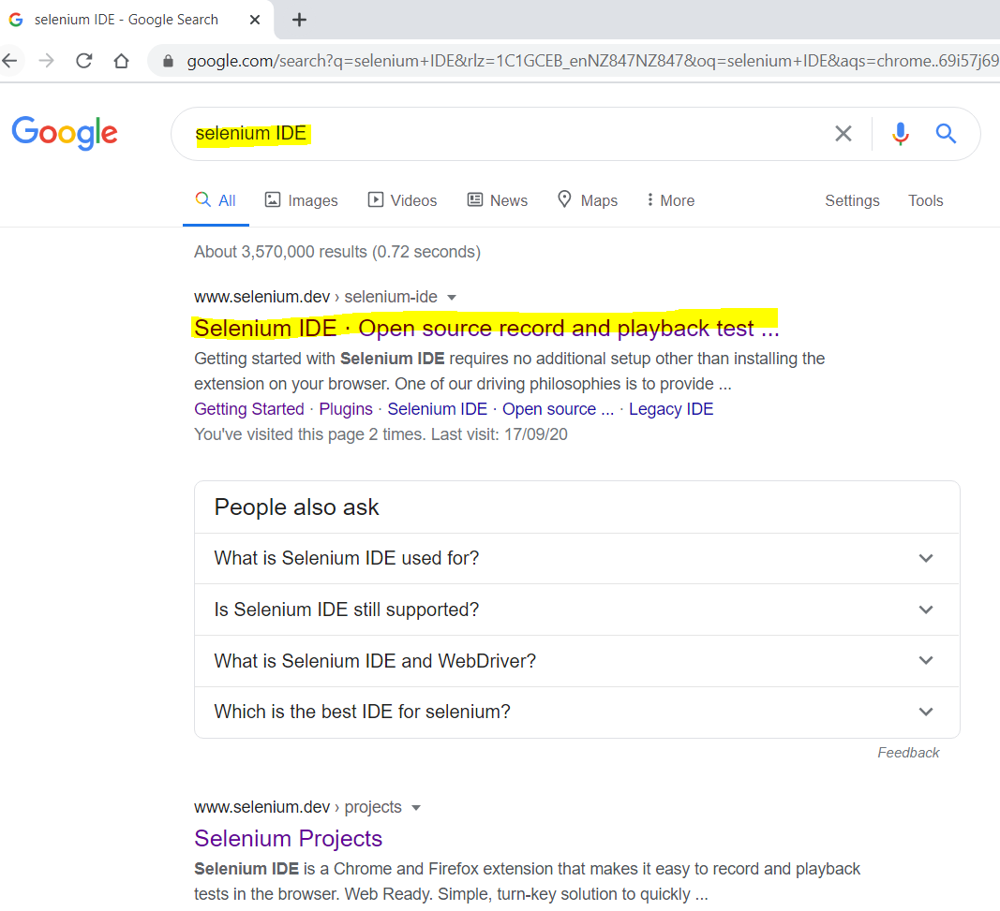 selenium IDE - Google Search
google.com/search?q=selenium+IDE&rlz=1C1GCEB_enNZ847NZ847&oq=selenium+IDE&aqs=chrome..69i57j69
Google selenium IDE
All Images Videos News Maps More Settings Tools
About 3,570,000 results (0.72 seconds)
www.selenium.dev › selenium-ide
Selenium IDE · Open source record and playback test ...
Getting started with Selenium IDE requires no additional setup other than installing the
extension on your browser. One of our driving philosophies is to provide ...
Getting Started · Plugins · Selenium IDE · Open source ... · Legacy IDE
You've visited this page 2 times. Last visit: 17/09/20
People also ask
What is Selenium IDE used for?
Is Selenium IDE still supported?
What is Selenium IDE and WebDriver?
Which is the best IDE for selenium?
Feedback
www.selenium.dev › projects
Selenium Projects
Selenium IDE is a Chrome and Firefox extension that makes it easy to record and playback
tests in the browser. Web Ready. Simple, turn-key solution to quickly ...